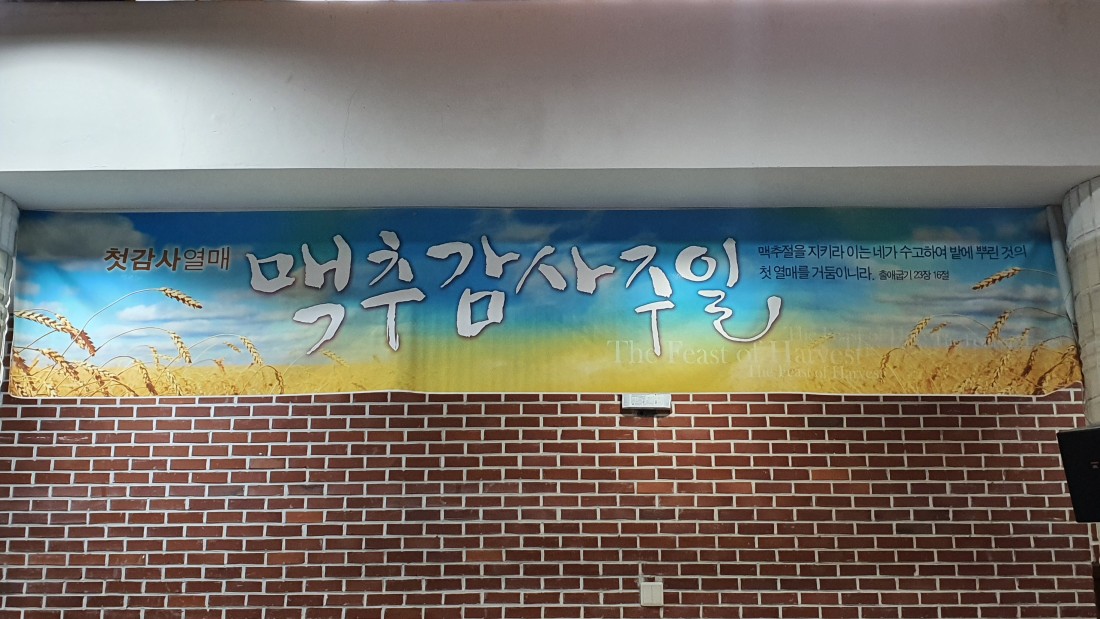 첫감사열매
맥추감사주일
맥추절을 지키라 이는 네가 수고하여 밭에 뿌린 것의
첫 열매를 거둠이니라. 출애굽기 23장 16절
The Feast of Harvest
The Feast of Harvest